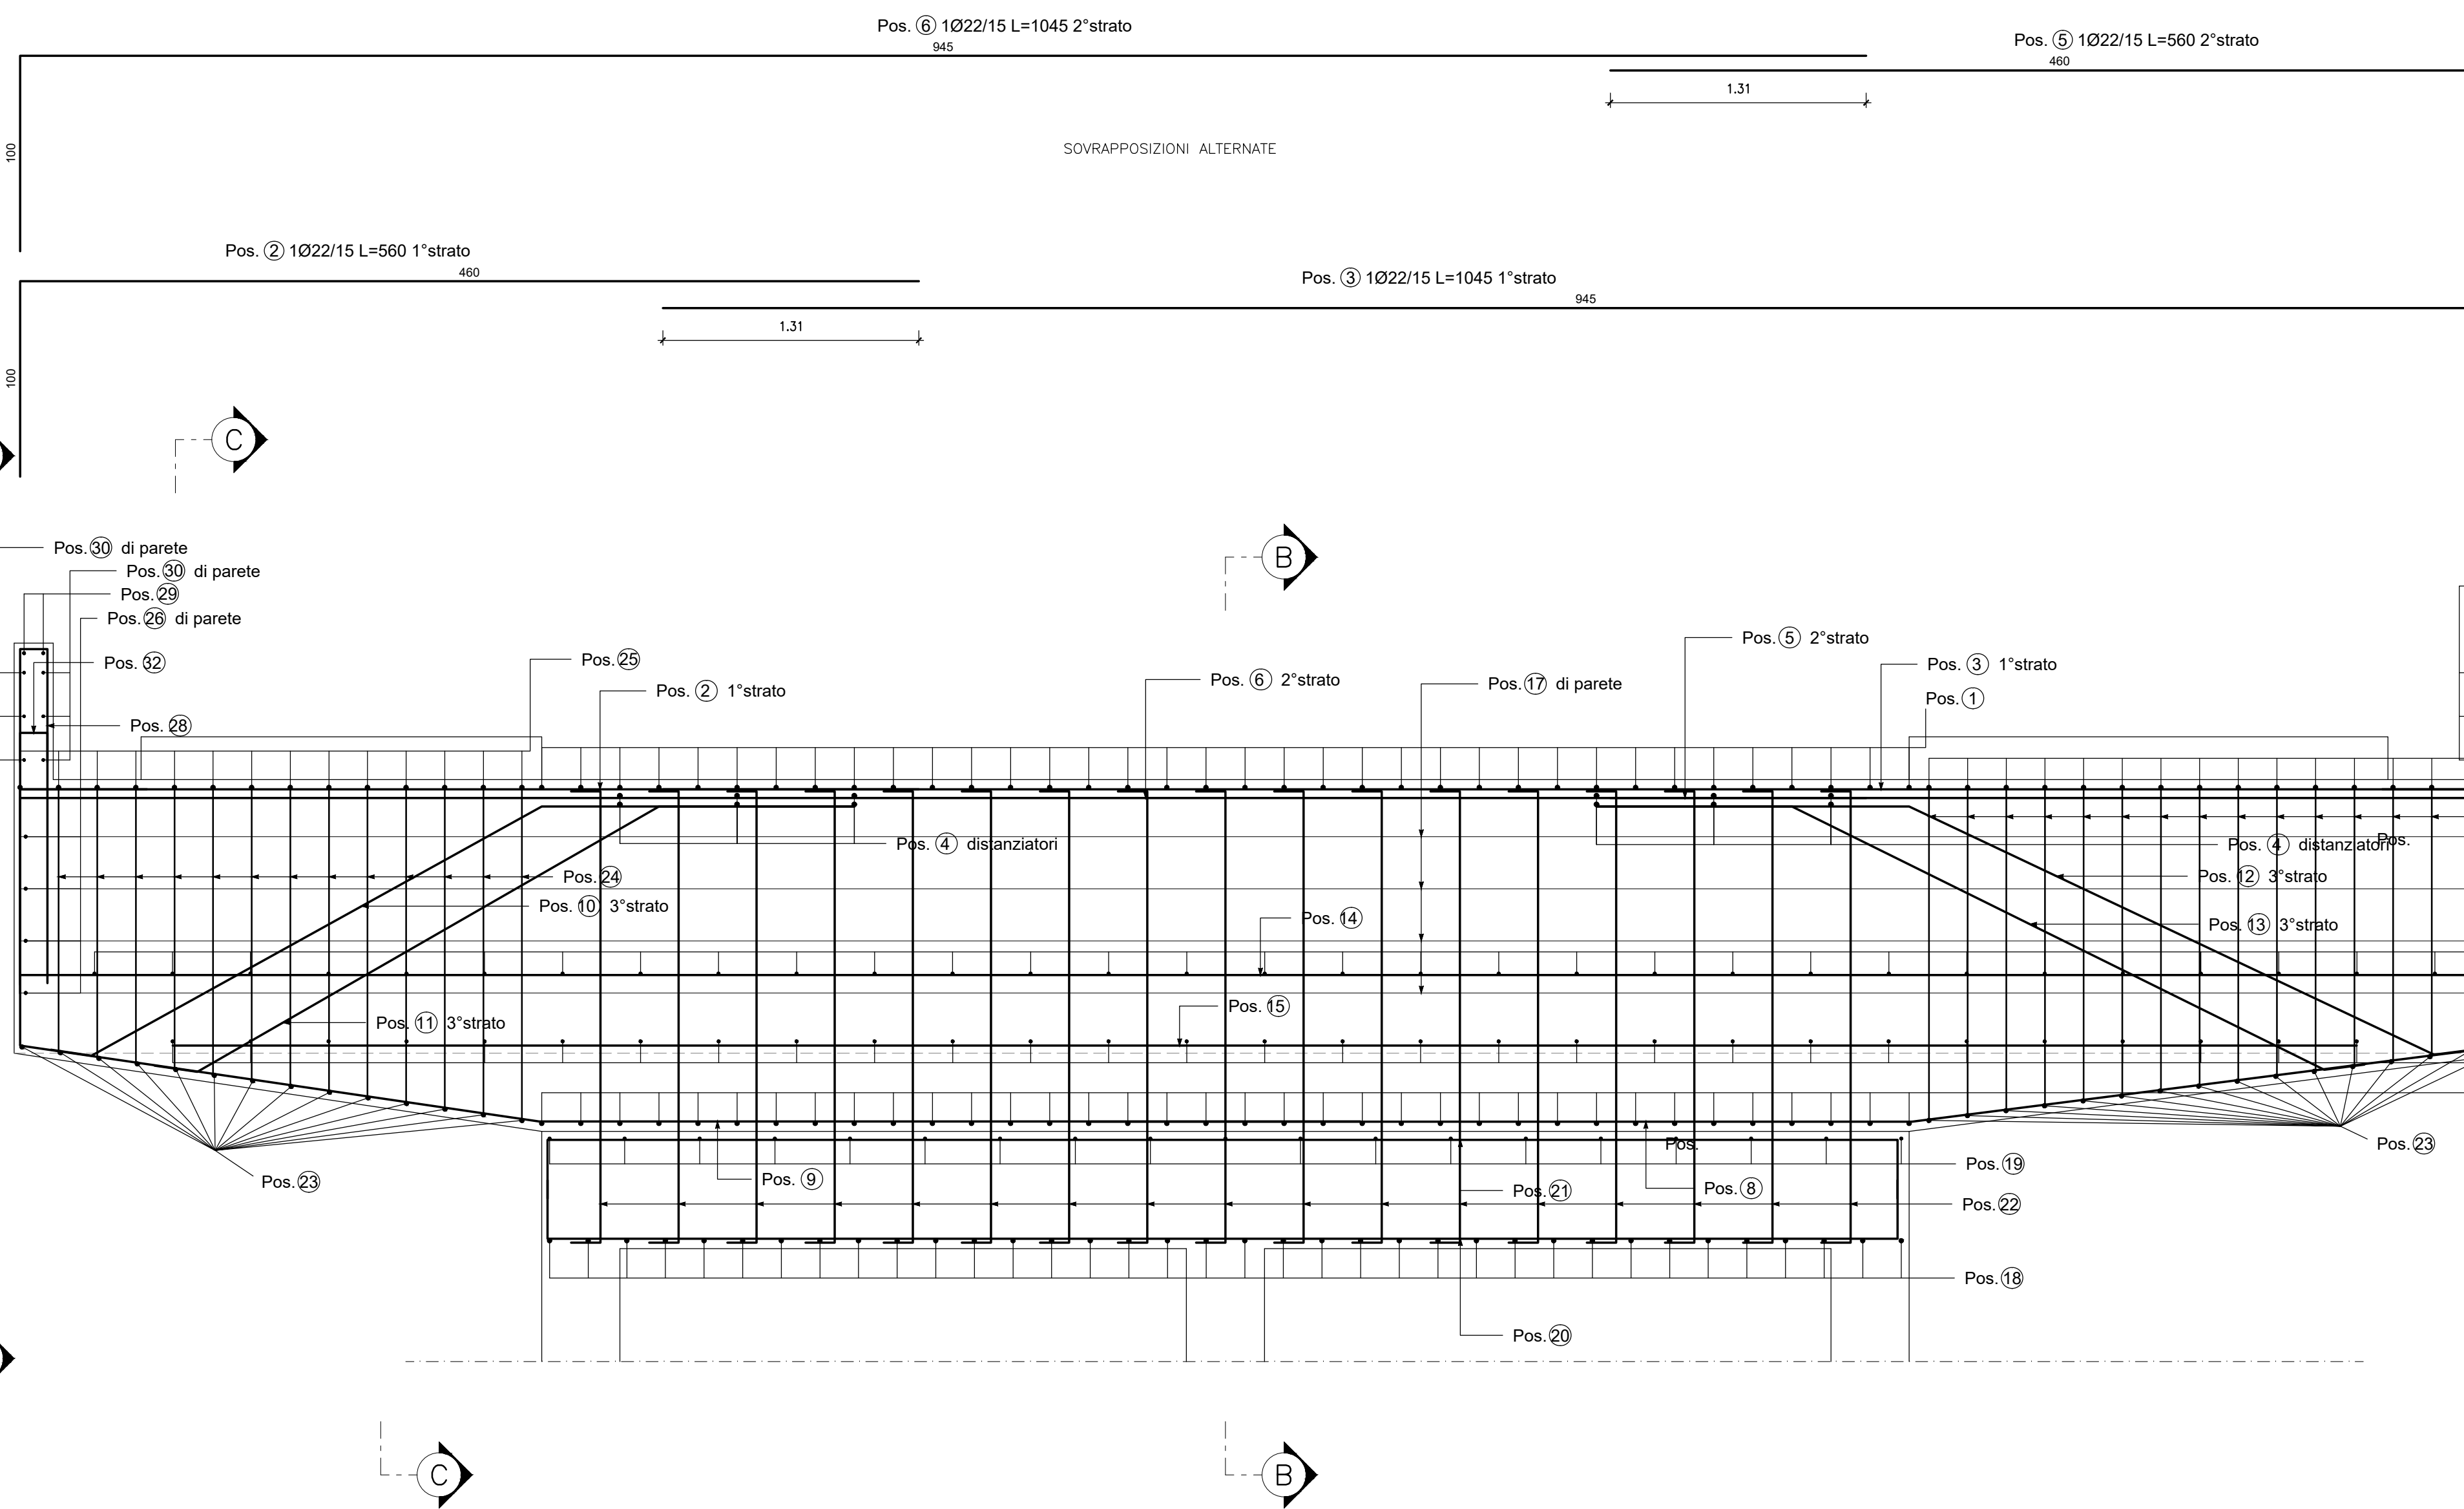 Pos. 6 1Ø22/15 L=1045 2°strato
945
Pos. 5 1Ø22/15 L=560 2°strato
460
1.31
100
SOVRAPPOSIZIONI ALTERNATE
Pos. 2 1Ø22/15 L=560 1°strato
460
Pos. 3 1Ø22/15 L=1045 1°strato
945
1.31
100
C
B
Pos. 30 di parete
Pos. 30 di parete
Pos. 29
Pos. 26 di parete
Pos. 32
Pos. 28
Pos. 25
Pos. 2 1°strato
Pos. 6 2°strato
Pos. 17 di parete
Pos. 5 2°strato
Pos. 3 1°strato
Pos. 1
Pos. 4 distanziatori
Pos. 4 distanziatori
Pos.
Pos. 24
Pos. 10 3°strato
Pos. 12 3°strato
Pos. 14
Pos. 13 3°strato
Pos. 15
Pos. 11 3°strato
Pos.
Pos. 23
Pos. 19
Pos. 23
Pos. 9
Pos. 21
Pos. 8
Pos. 22
Pos. 18
Pos. 20
C
B